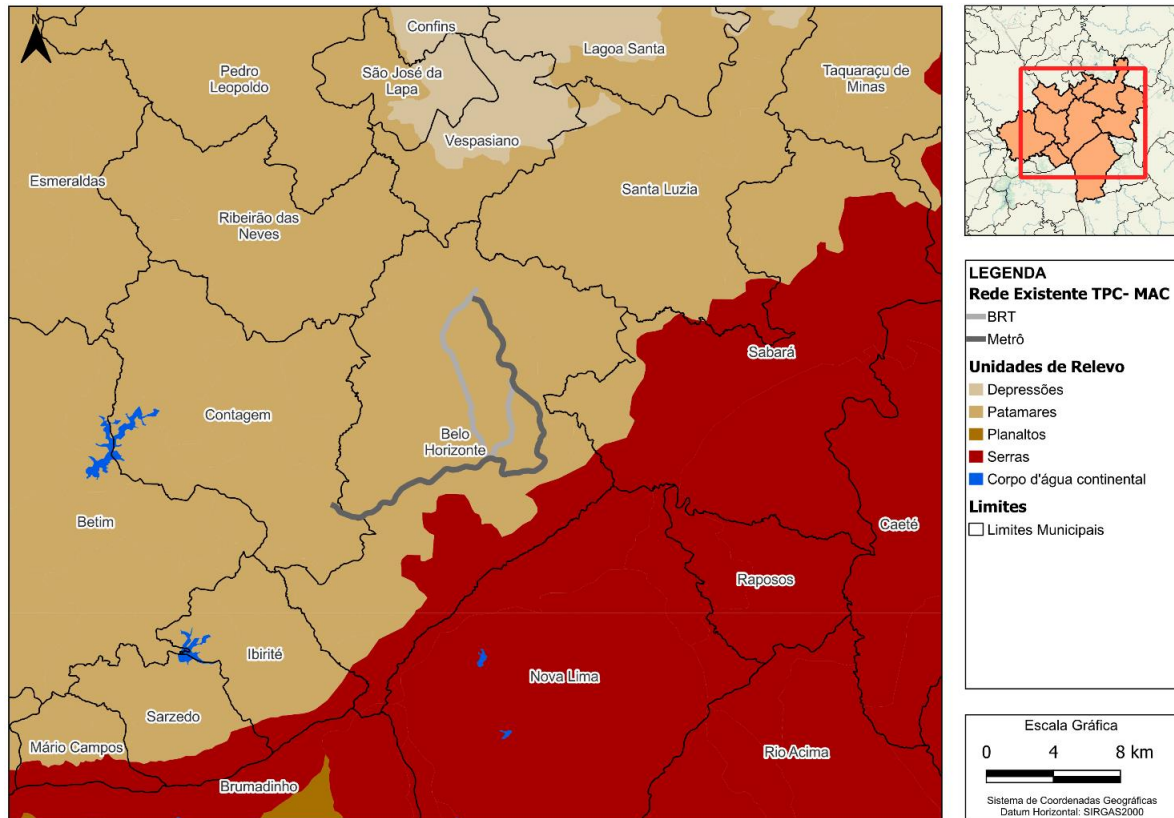 N
Confins
Lagoa Santa
Pedro
Leopoldo
São José da
Lapa
Taquaraçu de
Minas
Vespasiano
Esmeraldas
Santa Luzia
Ribeirão das
Neves
Sabará
Contagem
Belo
Horizonte
Betim
Caeté
Raposos
Ibirité
Nova Lima
Sarzedo
Mário Campos
Rio Acima
Brumadinho
LEGENDA
Rede Existente TPC- MAC
BRT
Metrô
Unidades de Relevo
Depressões
Patamares
Planaltos
Serras
Corpo d'água continental
Limites
Limites Municipais
Escala Gráfica
0 4 8 km
Sistema de Coordenadas Geográficas
Datum Horizontal: SIRGAS2000